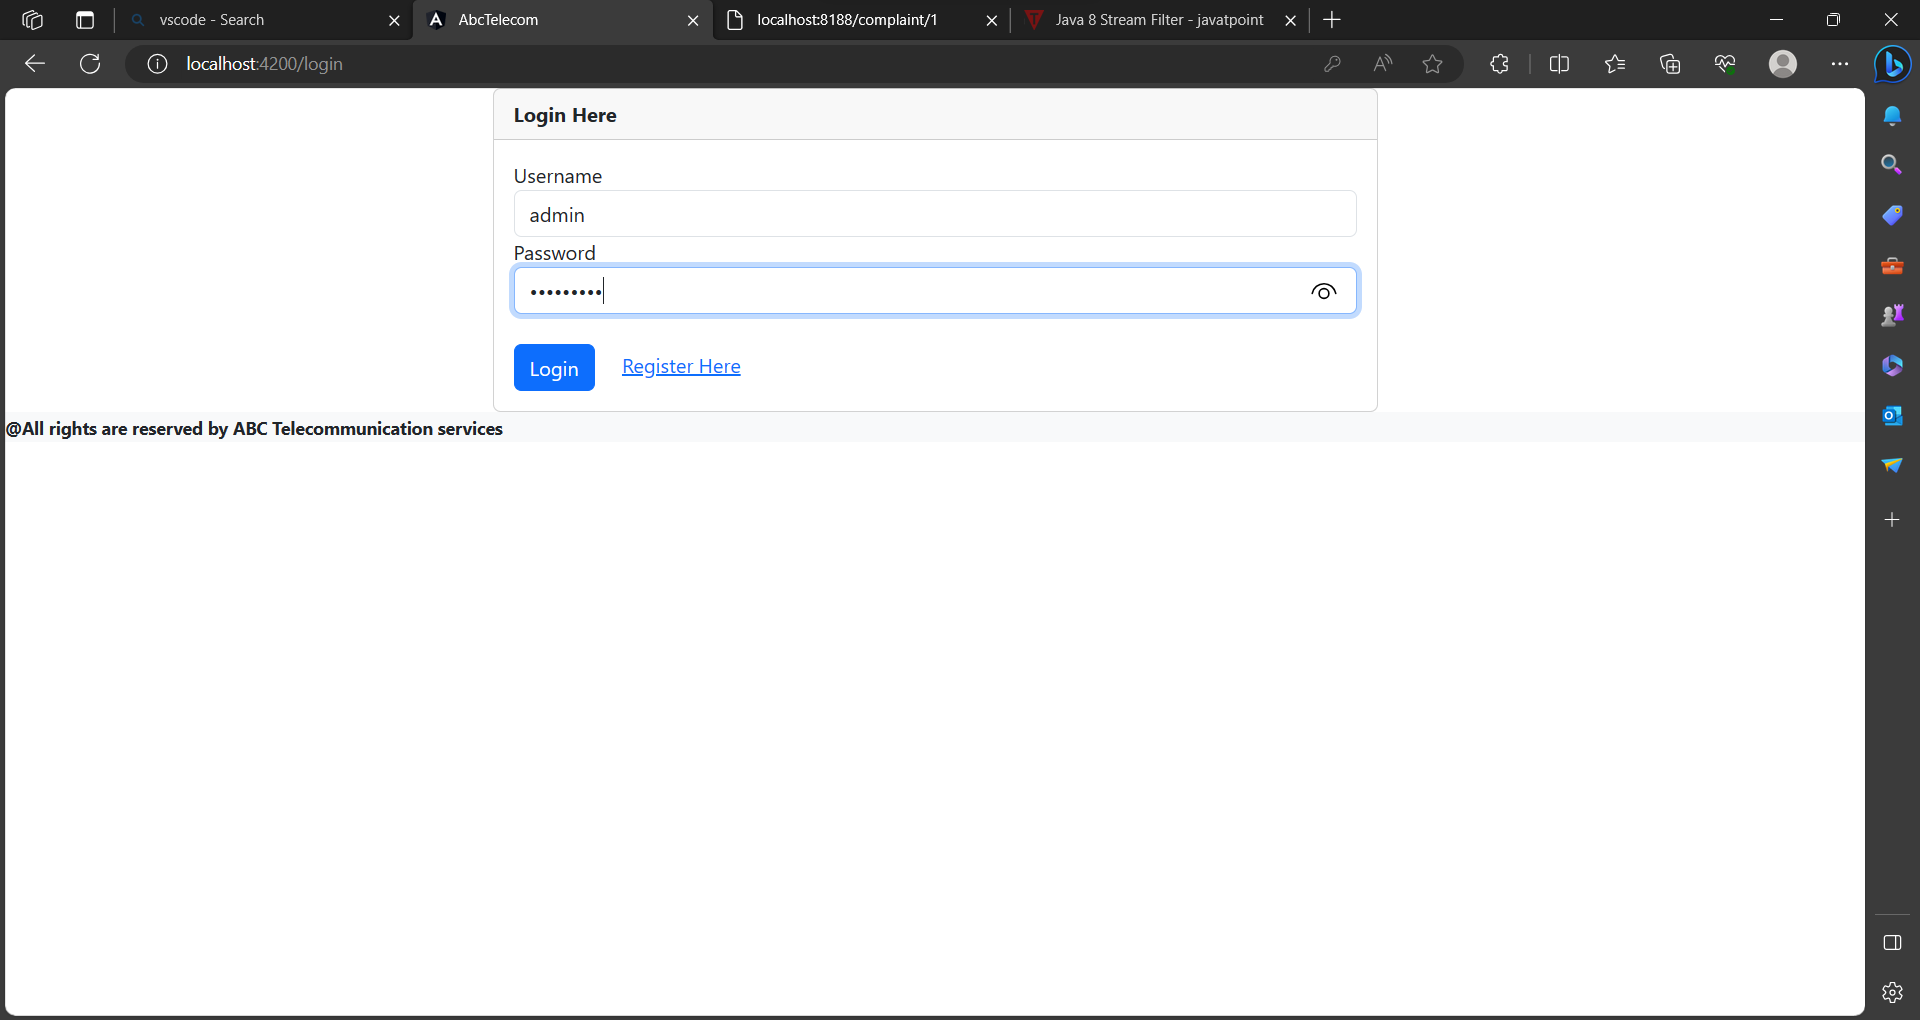 vscode - Search
AbcTelecom
localhost:8188/complaint/1
Java 8 Stream Filter - javatpoint
localhost:4200/login
Login Here
Username
admin
Password
•••••••••
Login
Register Here
@All rights are reserved by ABC Telecommunication services